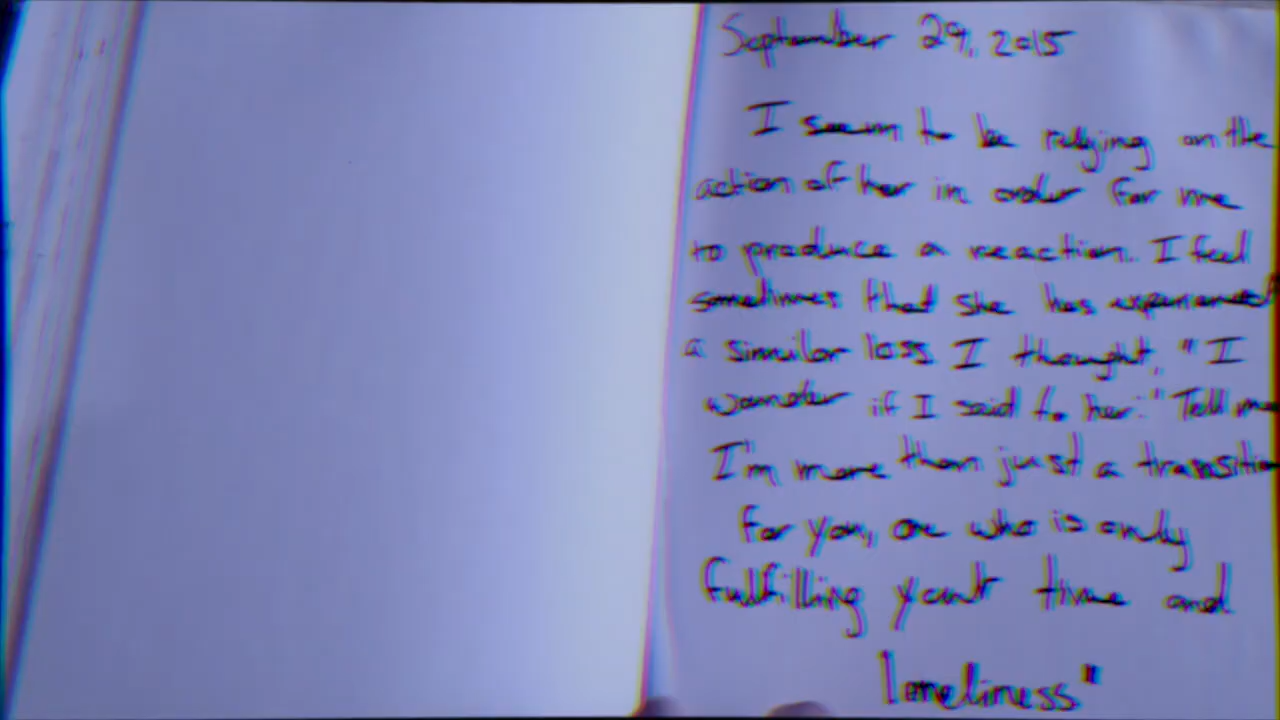 September 29, 2015
I seem to be relying on the
action of her in order for me
to produce a reaction. I feel
sometimes that she has experienced
a similar loss I thought, "I
wonder if I said to her: "Tell me
I'm more than just a transition
for you, one who is only
fulfilling your time and
loneliness"